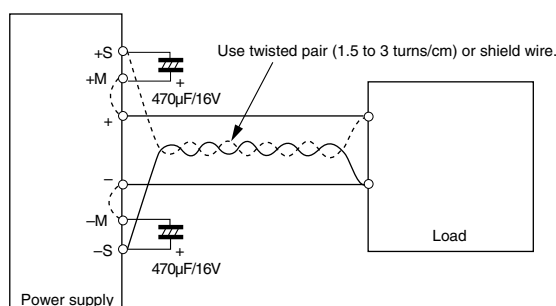 +S
Use twisted pair (1.5 to 3 turns/cm) or shield wire.
+M
+
470µF/16V
+
–
–M
+
Load
–S
470µF/16V
Power supply